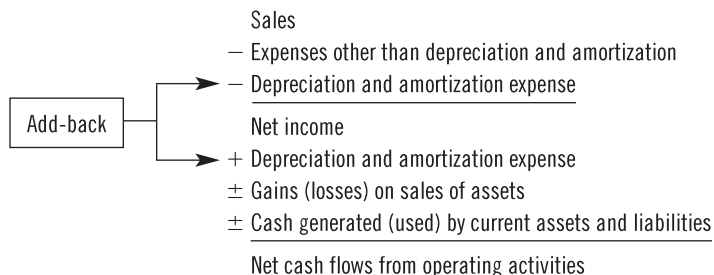 Sales
− Expenses other than depreciation and amortization
− Depreciation and amortization expense
Add-back
Net income
+ Depreciation and amortization expense
± Gains (losses) on sales of assets
± Cash generated (used) by current assets and liabilities
Net cash flows from operating activities